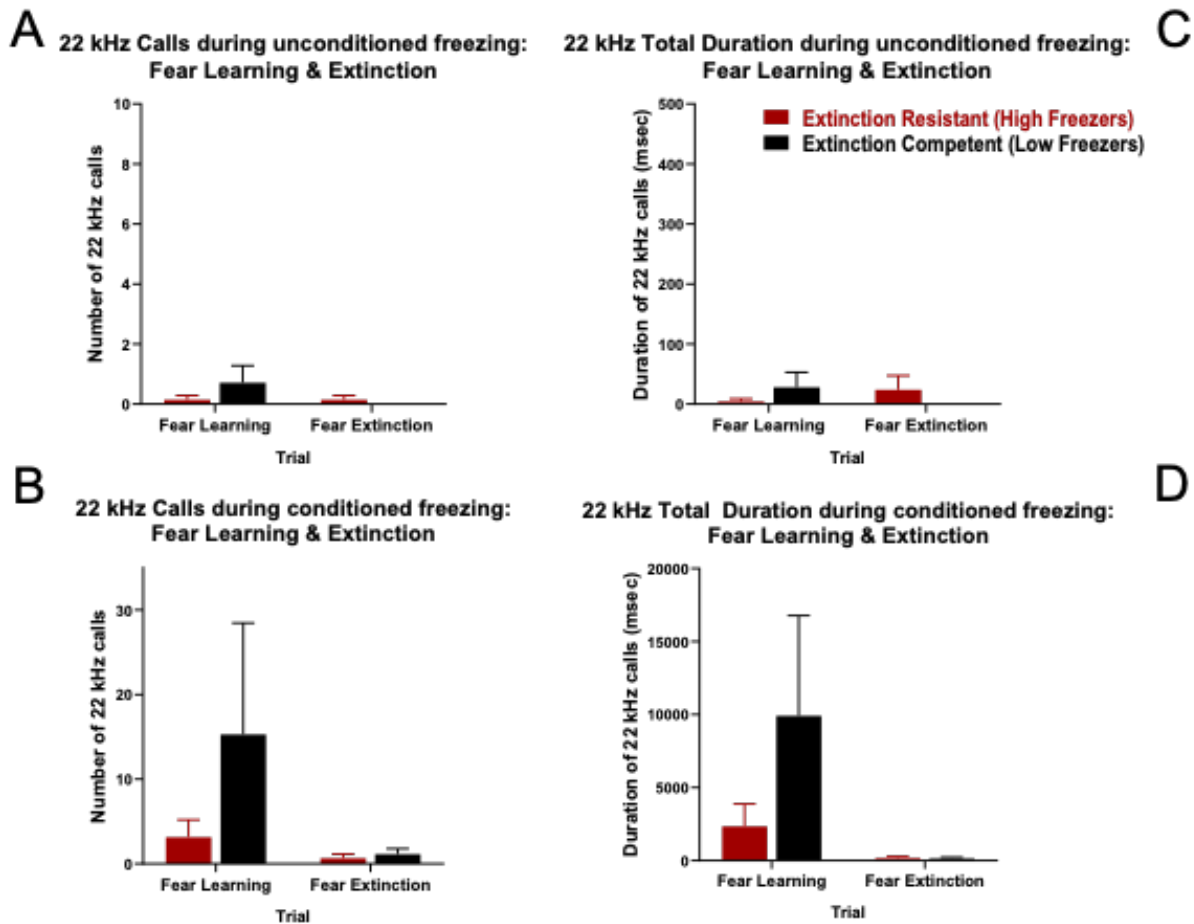 A
22 kHz Calls during unconditioned freezing:
Fear Learning & Extinction
10
8
6
4
2
0
Number of 22 kHz calls
Fear Learning
Fear Extinction
Trial
C
22 kHz Total Duration during unconditioned freezing:
Fear Learning & Extinction
Extinction Resistant (High Freezers)
Extinction Competent (Low Freezers)
500
400
300
200
100
0
Duration of 22 kHz calls (msec)
Fear Learning
Fear Extinction
Trial
B
22 kHz Calls during conditioned freezing:
Fear Learning & Extinction
30
20
10
0
Number of 22 kHz calls
Fear Learning
Fear Extinction
Trial
D
22 kHz Total Duration during conditioned freezing:
Fear Learning & Extinction
20000
15000
10000
5000
0
Duration of 22 kHz calls (msec)
Fear Learning
Fear Extinction
Trial